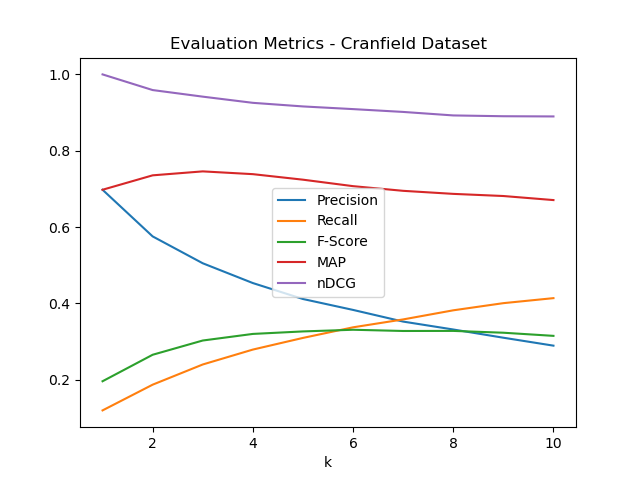 Evaluation Metrics - Cranfield Dataset
1.0
0.8
0.6
0.4
0.2
Precision
Recall
F-Score
MAP
nDCG
2 4 6 8 10
k